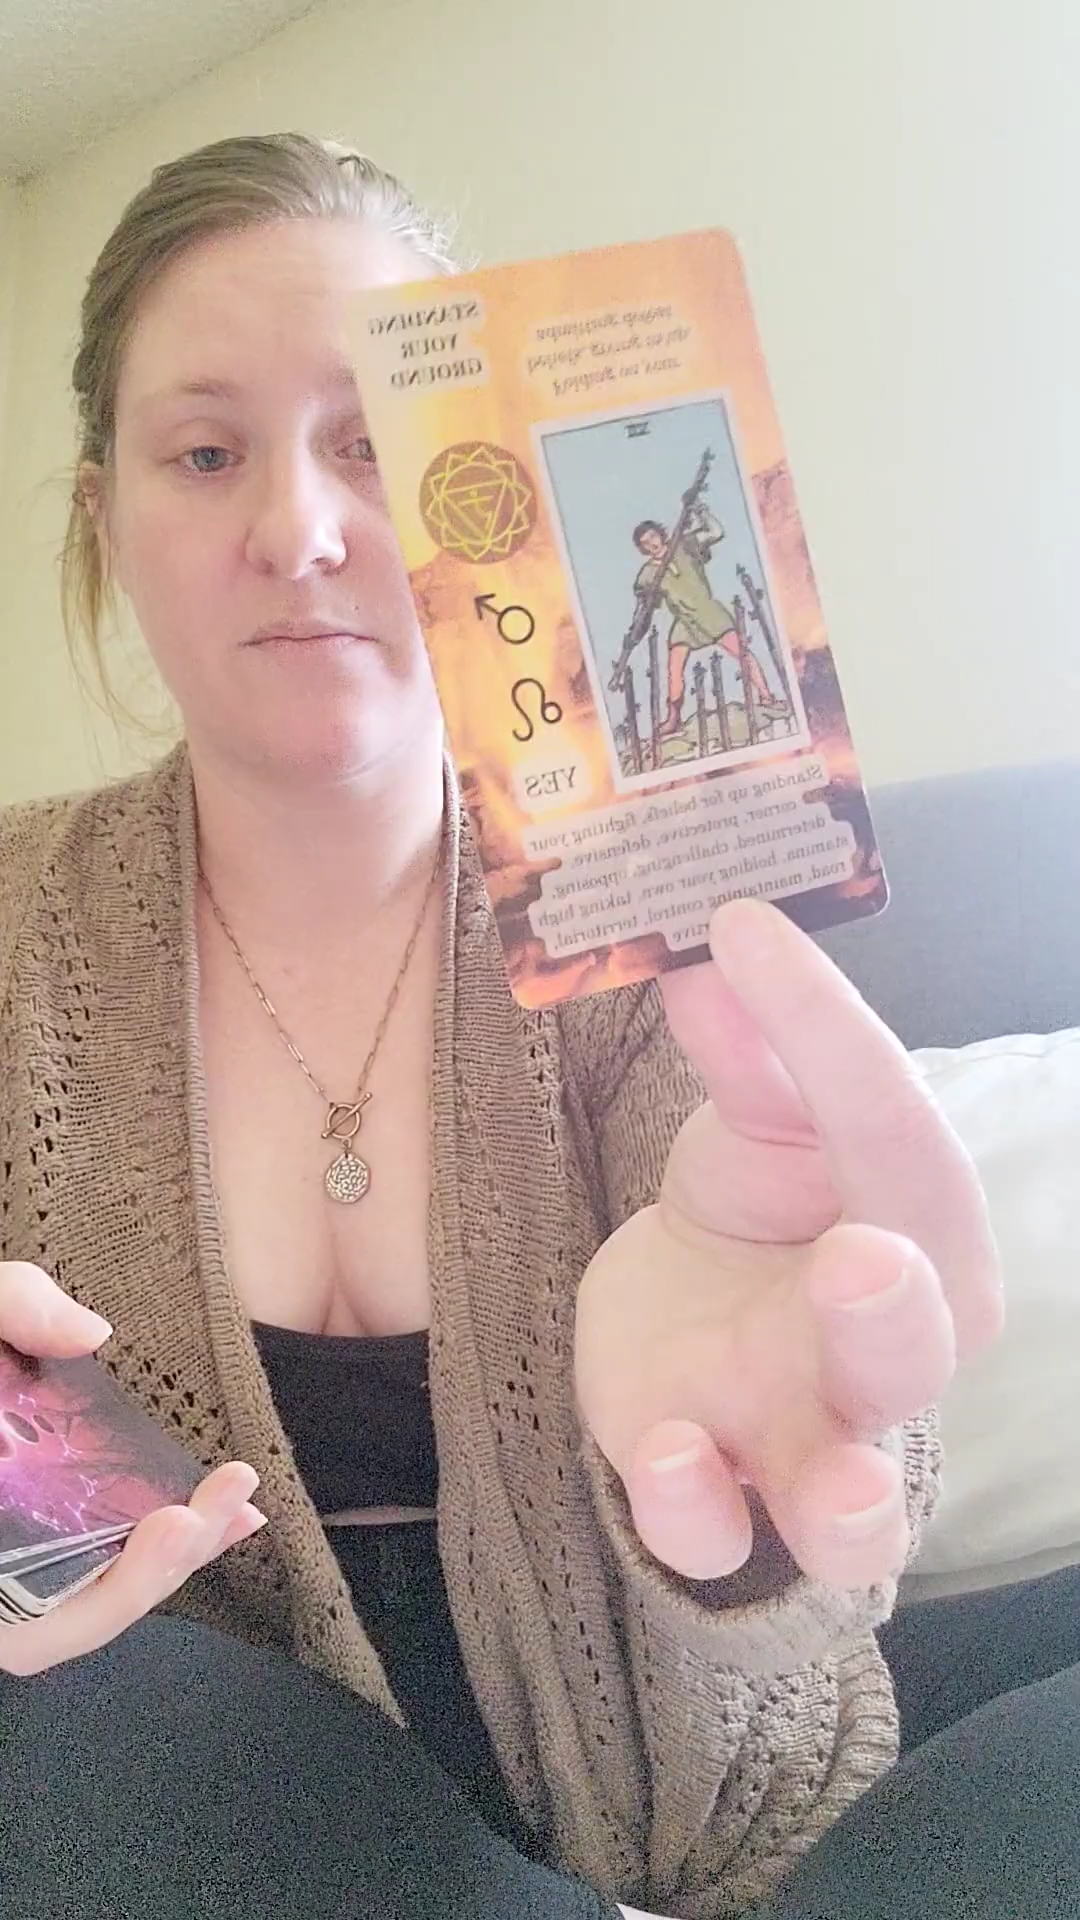 STANDING
YOUR
GROUND
VII
YES
Standing up for beliefs, fighting your
corner, protective, defensive,
determined, challenging, opposing,
stamina, holding your own, taking high
road, maintaining control, territorial,